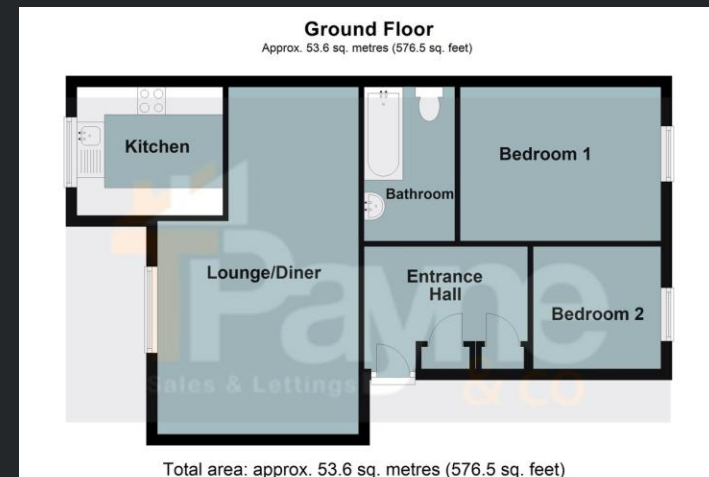 Ground Floor
Approx. 53.6 sq. metres (576.5 sq. feet)
Kitchen
Bedroom 1
Bathroom
Lounge/Diner
Entrance
Hall
Bedroom 2
Payne
Sales & Lettings
& CO
Total area: approx. 53.6 sq. metres (576.5 sq. feet)